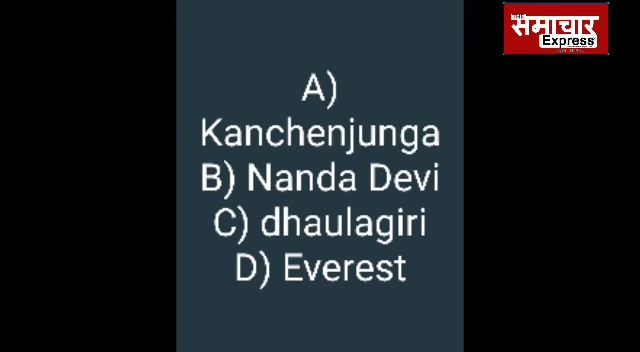 समाचार
Express
A)
Kanchenjunga
B) Nanda Devi
C) dhaulagiri
D) Everest